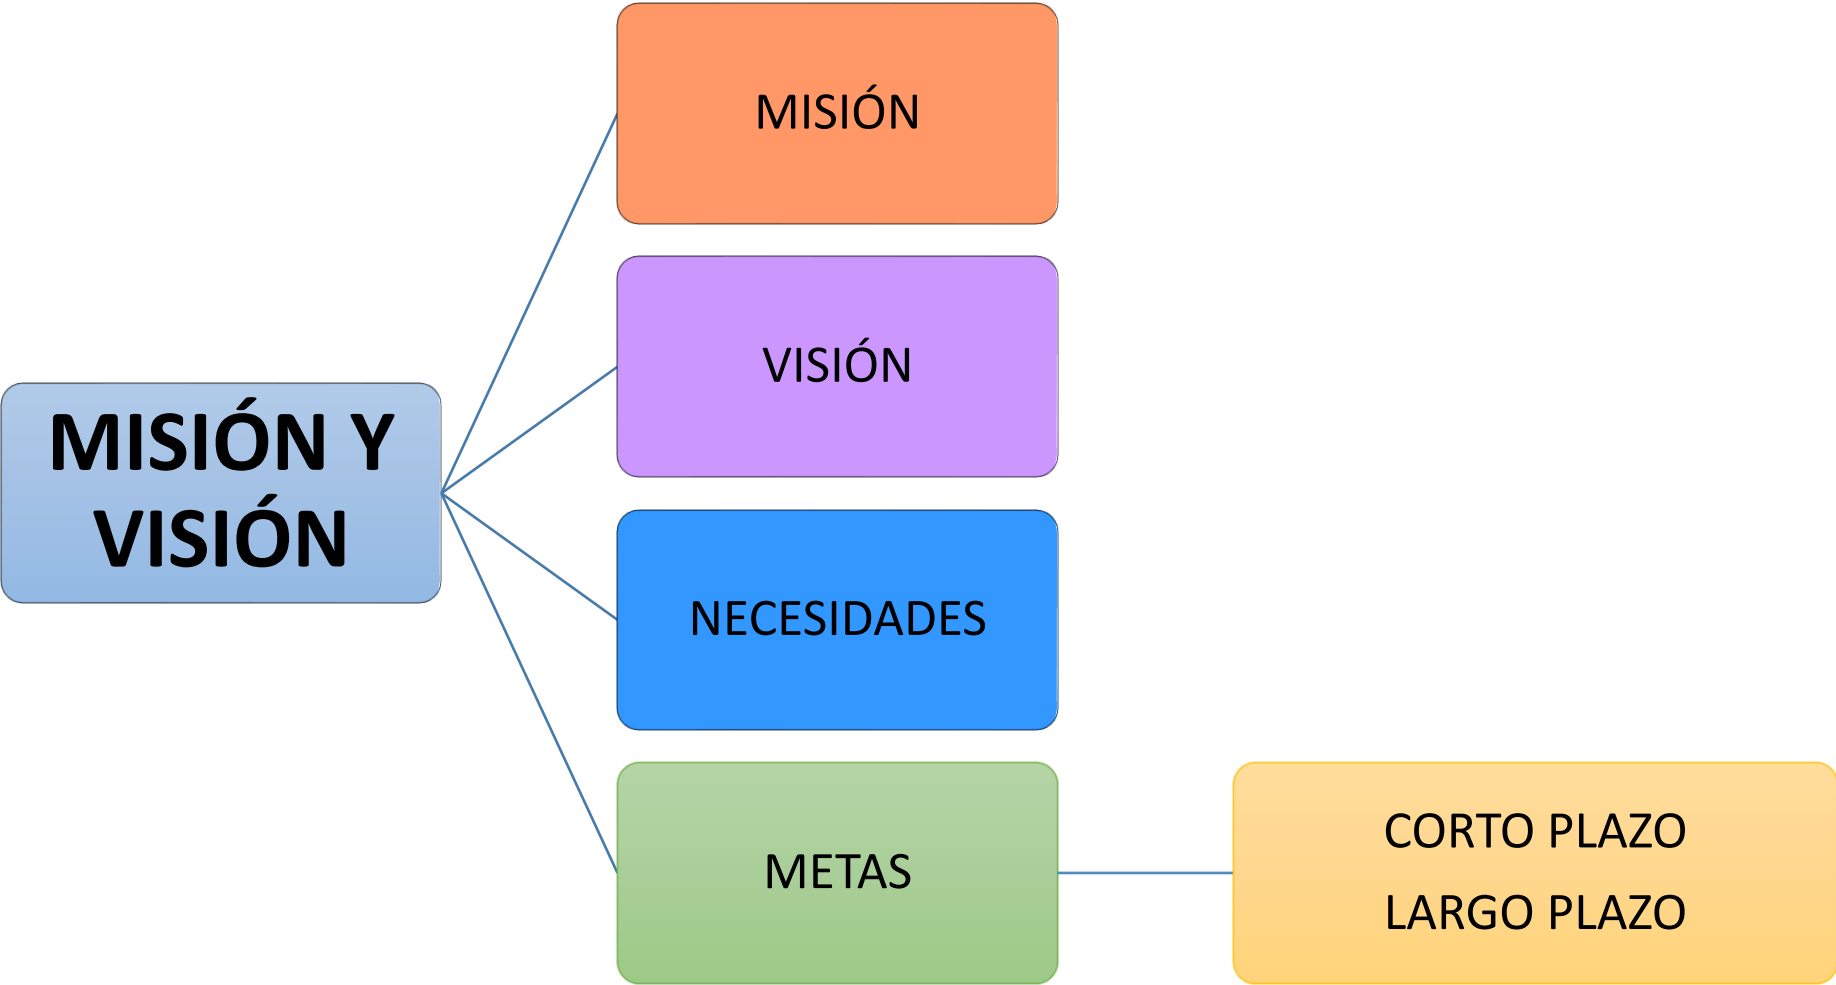 MISIÓN Y
VISIÓN
MISIÓN
VISIÓN
NECESIDADES
METAS
CORTO PLAZO
LARGO PLAZO